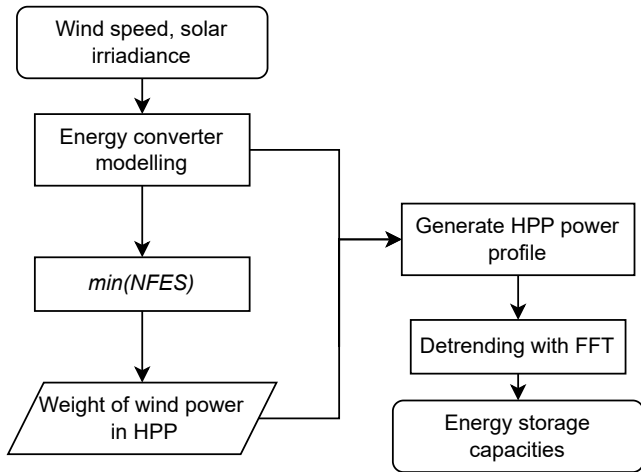 Wind speed, solar
irriadiance
Energy converter
modelling
min(NFES)
Weight of wind power
in HPP
Generate HPP power
profile
Detrending with FFT
Energy storage
capacities